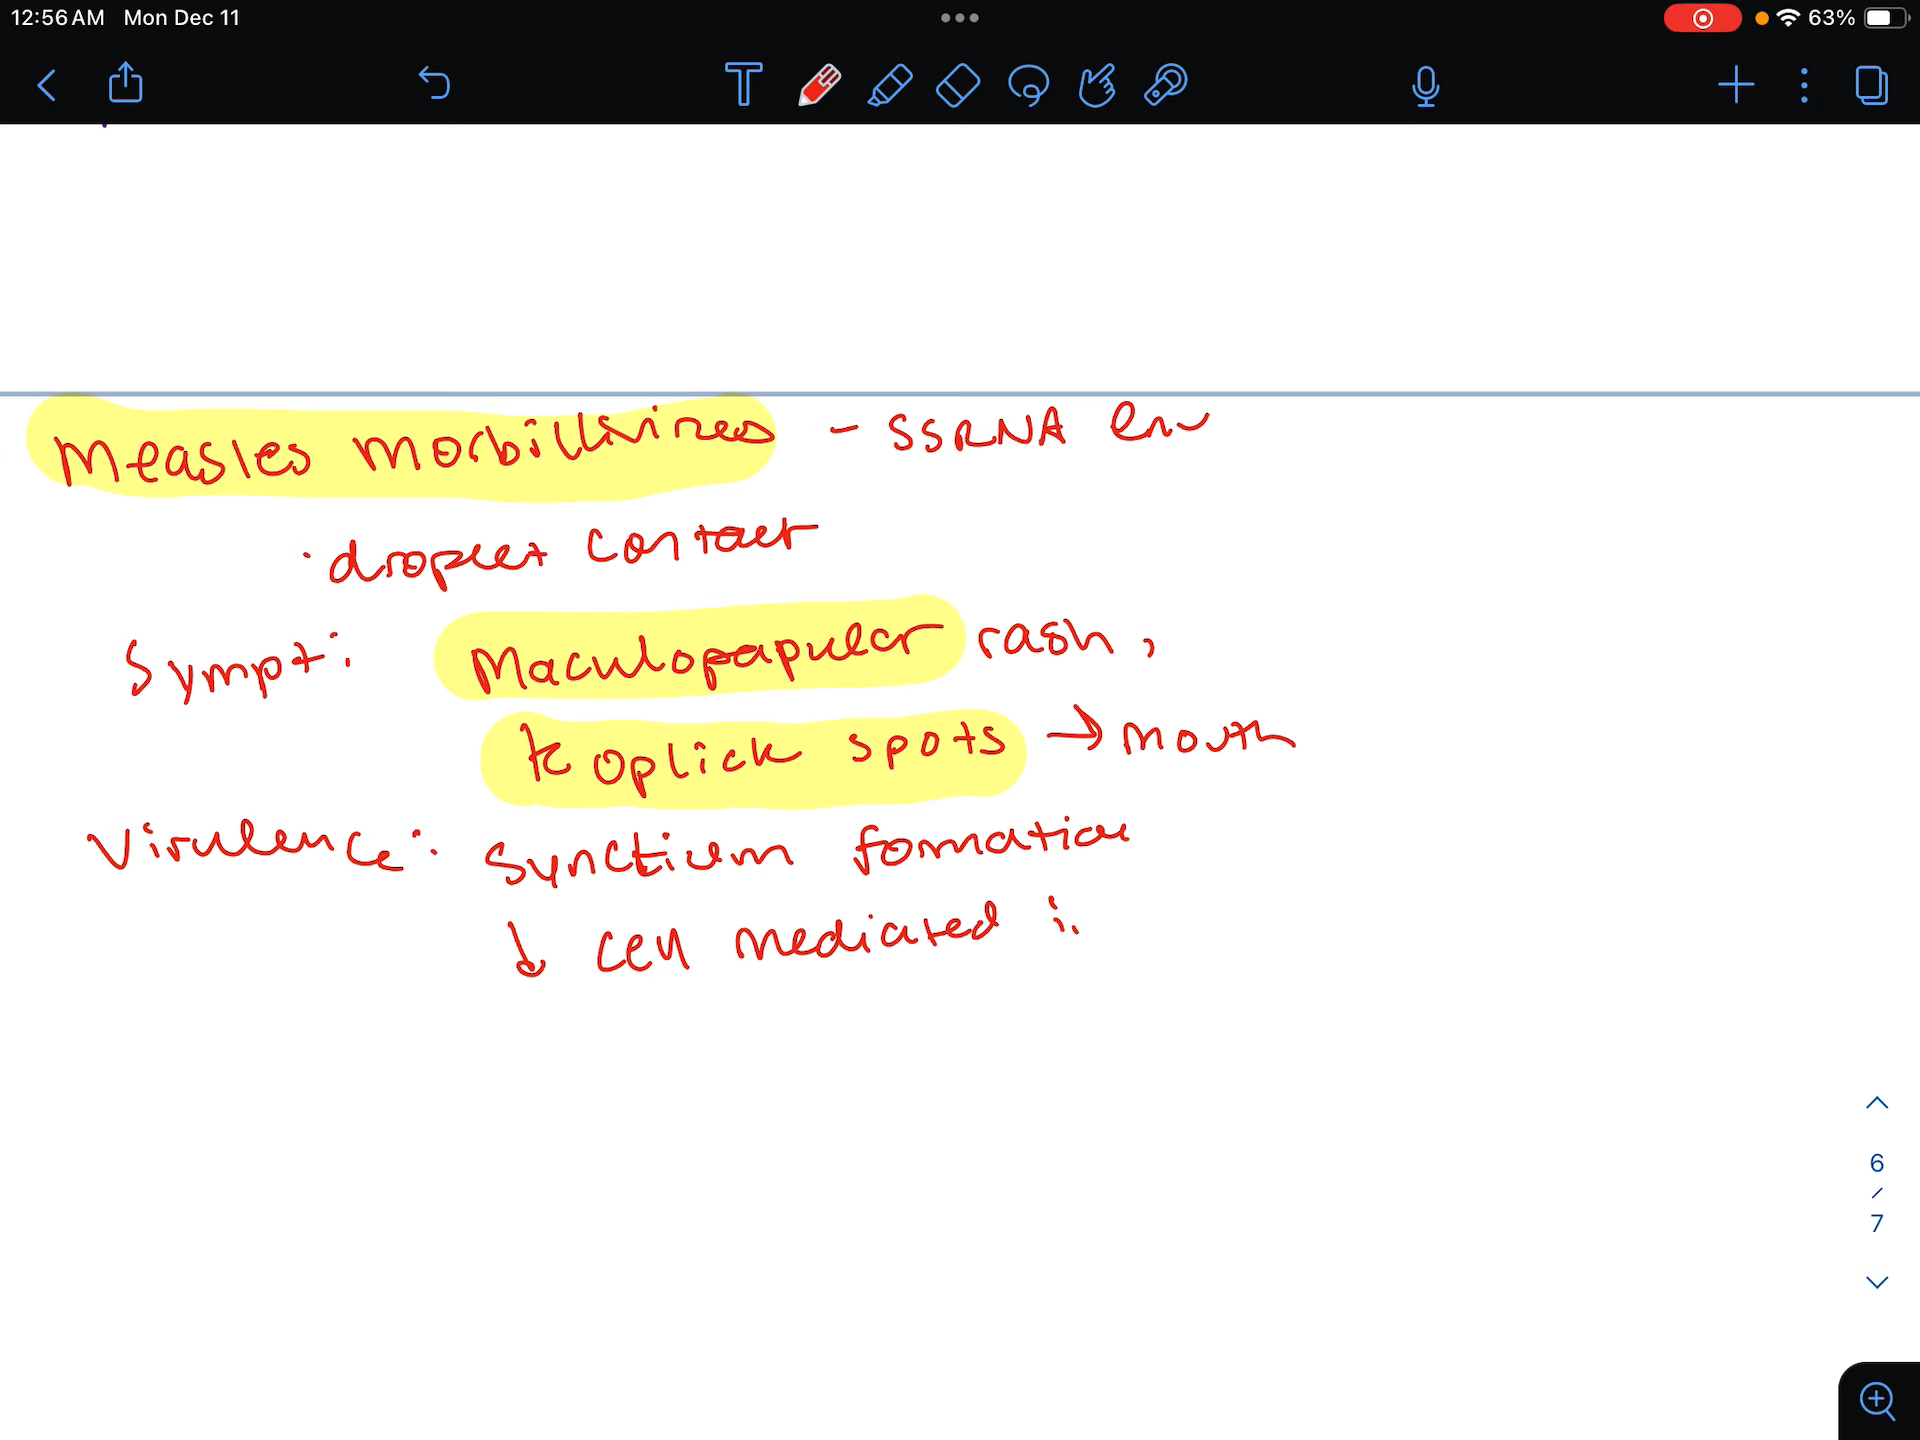 12:56 AM Mon Dec 11
63%
Measles morbillivirus - SSRNA env
· droplet contact
Sympt: Maculopapular rash,
Koplick spots → mouth
Virulence: Synctium formation
↓ cell mediated i.
6
/
7